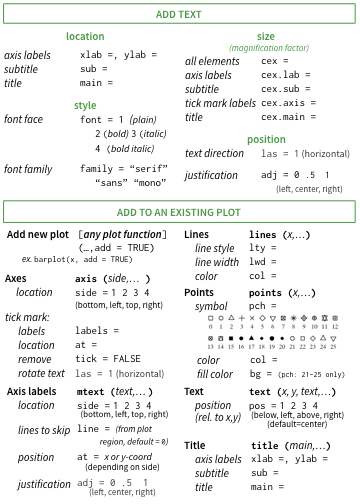 ADD TEXT
location
axis labels xlab =, ylab =
subtitle sub =
title main =
style
font face font = 1 (plain)
2 (bold) 3 (italic)
4 (bold italic)
font family family = “serif”
“sans” “mono”
size
(magnification factor)
all elements cex =
axis labels cex.lab =
subtitle cex.sub =
tick mark labels cex.axis =
title cex.main =
position
text direction las = 1 (horizontal)
justification adj = 0 .5 1
(left, center, right)
ADD TO AN EXISTING PLOT
Add new plot [any plot function]
(…,add = TRUE)
ex. barplot(x, add = TRUE)
Axes axis (side,… )
location side = 1 2 3 4
(bottom, left, top, right)
tick mark:
labels labels =
location at =
remove tick = FALSE
rotate text las = 1 (horizontal)
Axis labels mtext (text,… )
location side = 1 2 3 4
(bottom, left, top, right)
lines to skip line = (from plot
region, default = 0)
position at = x or y-coord
(depending on side)
justification adj = 0 .5 1
(left, center, right)
Lines lines (x,…)
line style lty =
line width lwd =
color col =
Points points (x,…)
symbol pch =
0 1 2 3 4 5 6 7 8 9 10 11 12
13 14 15 16 17 18 19 20 21 22 23 24 25
color col =
fill color bg = (pch: 21-25 only)
Text text (x, y, text,…)
position pos = 1 2 3 4
(rel. to x,y) (below, left, above, right)
(default=center)
Title title (main,…)
axis labels xlab =, ylab =
subtitle sub =
title main =